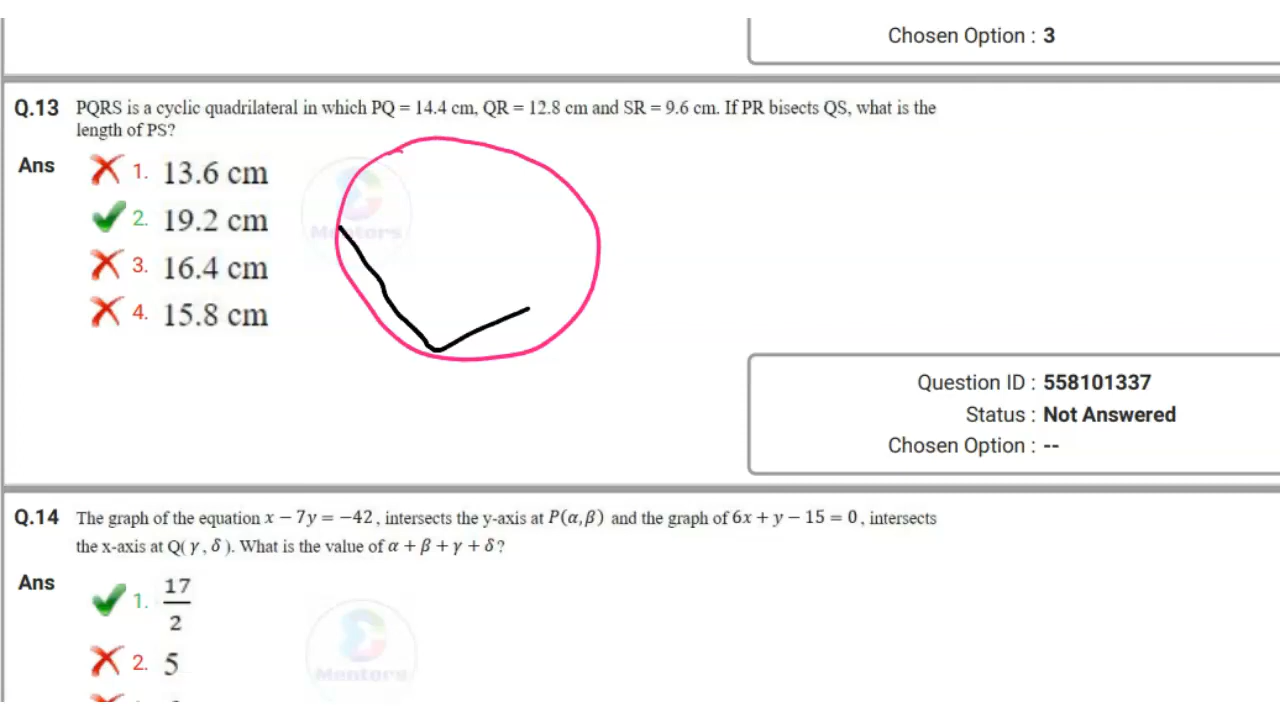 Chosen Option : 3
Q.13 PQRS is a cyclic quadrilateral in which PQ = 14.4 cm, QR = 12.8 cm and SR = 9.6 cm. If PR bisects QS, what is the
length of PS?
Ans 1. 13.6 cm
2. 19.2 cm
3. 16.4 cm
4. 15.8 cm
Mentors
Question ID : 558101337
Status : Not Answered
Chosen Option : --
Q.14 The graph of the equation x − 7y = −42, intersects the y-axis at P(α,β) and the graph of 6x + y − 15 = 0, intersects
the x-axis at Q( γ , δ ). What is the value of α + β + γ + δ?
Ans 1. 17/2
2. 5
Mentors